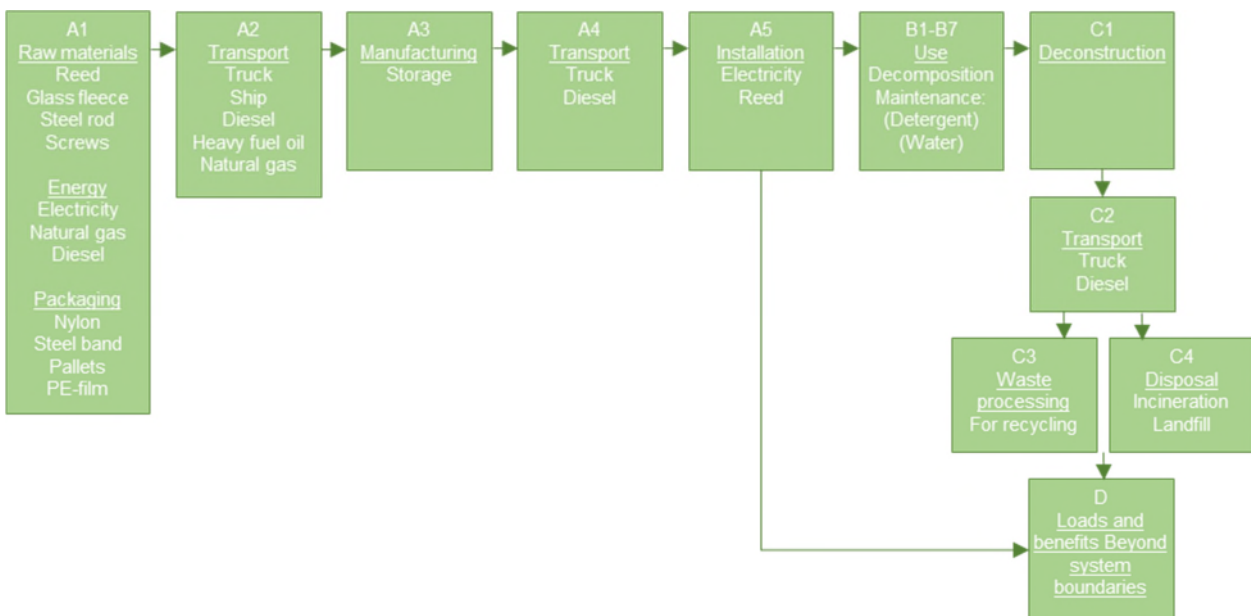 A1
Raw materials
Reed
Glass fleece
Steel rod
Screws
Energy
Electricity
Natural gas
Diesel
Packaging
Nylon
Steel band
Pallets
PE-film
A2
Transport
Truck
Ship
Diesel
Heavy fuel oil
Natural gas
A3
Manufacturing
Storage
A4
Transport
Truck
Diesel
A5
Installation
Electricity
Reed
B1-B7
Use
Decomposition
Maintenance:
(Detergent)
(Water)
C1
Deconstruction
C2
Transport
Truck
Diesel
C3
Waste
processing
For recycling
C4
Disposal
Incineration
Landfill
D
Loads and
benefits Beyond
system
boundaries